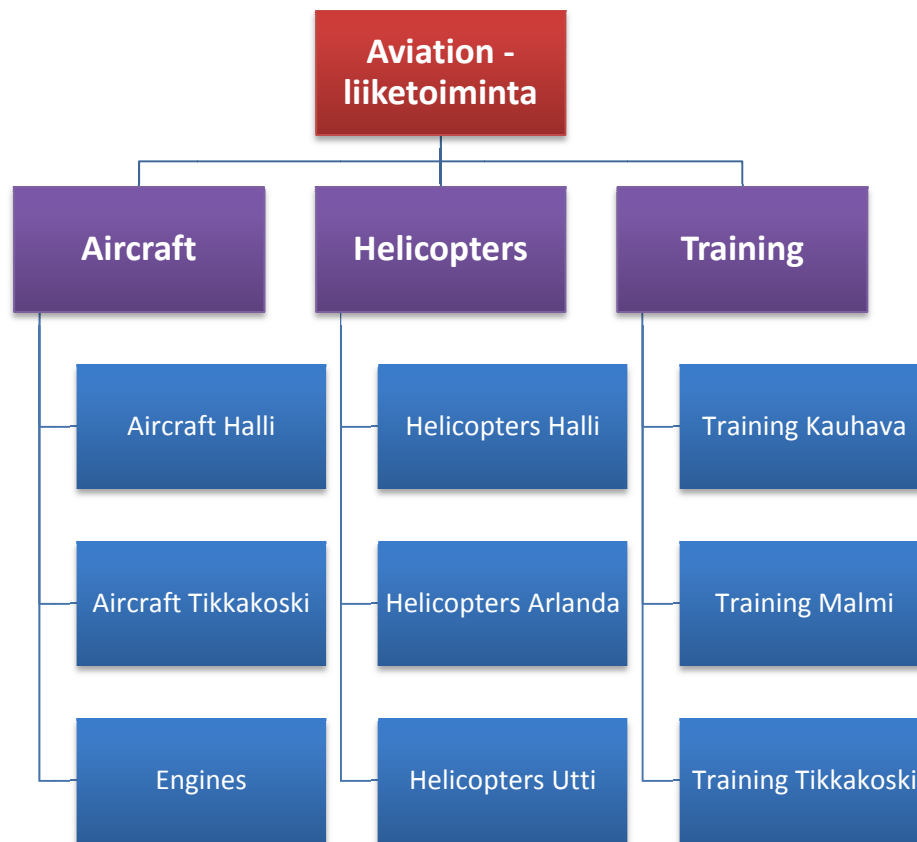 Aviation -
liiketoiminta
Aircraft
Helicopters
Training
Aircraft Halli
Helicopters Halli
Training Kauhava
Aircraft Tikkakoski
Helicopters Arlanda
Training Malmi
Engines
Helicopters Utti
Training Tikkakoski